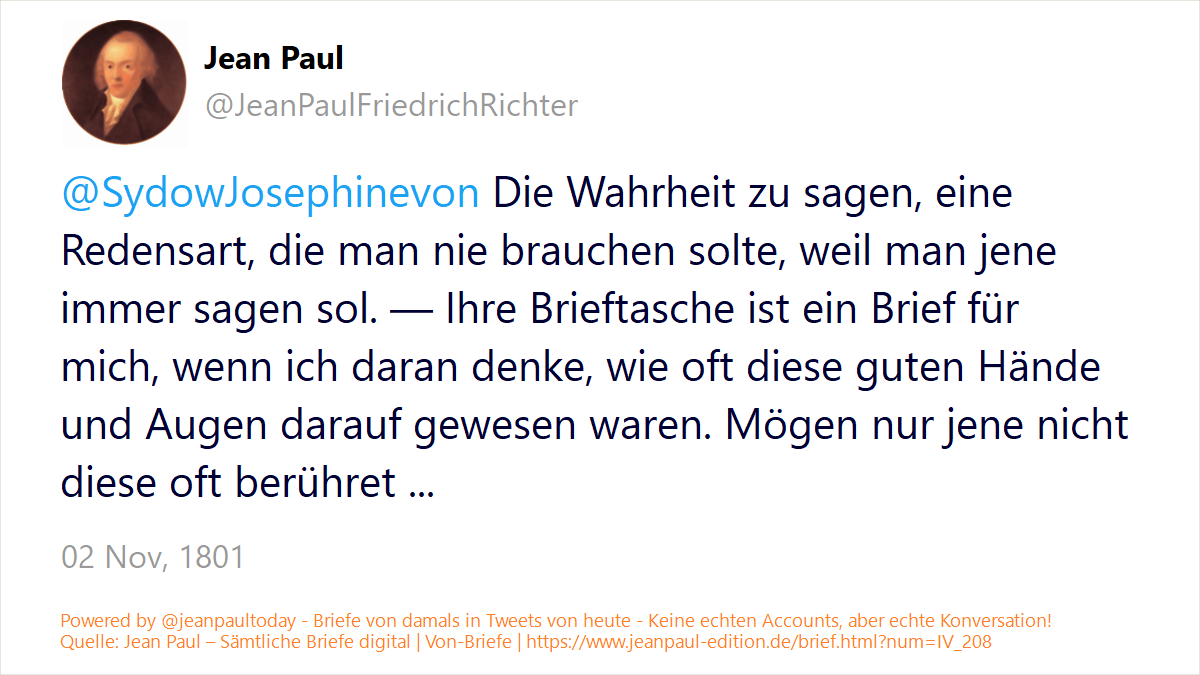 Jean Paul
@JeanPaulFriedrichRichter
@SydowJosephinevon Die Wahrheit zu sagen, eine
Redensart, die man nie brauchen solte, weil man jene
immer sagen sol. — Ihre Brieftasche ist ein Brief für
mich, wenn ich daran denke, wie oft diese guten Hände
und Augen darauf gewesen waren. Mögen nur jene nicht
diese oft berühret ...
02 Nov, 1801
Powered by @jeanpaultoday - Briefe von damals in Tweets von heute - Keine echten Accounts, aber echte Konversation!
Quelle: Jean Paul – Sämtliche Briefe digital | Von-Briefe | https://www.jeanpaul-edition.de/brief.html?num=IV_208